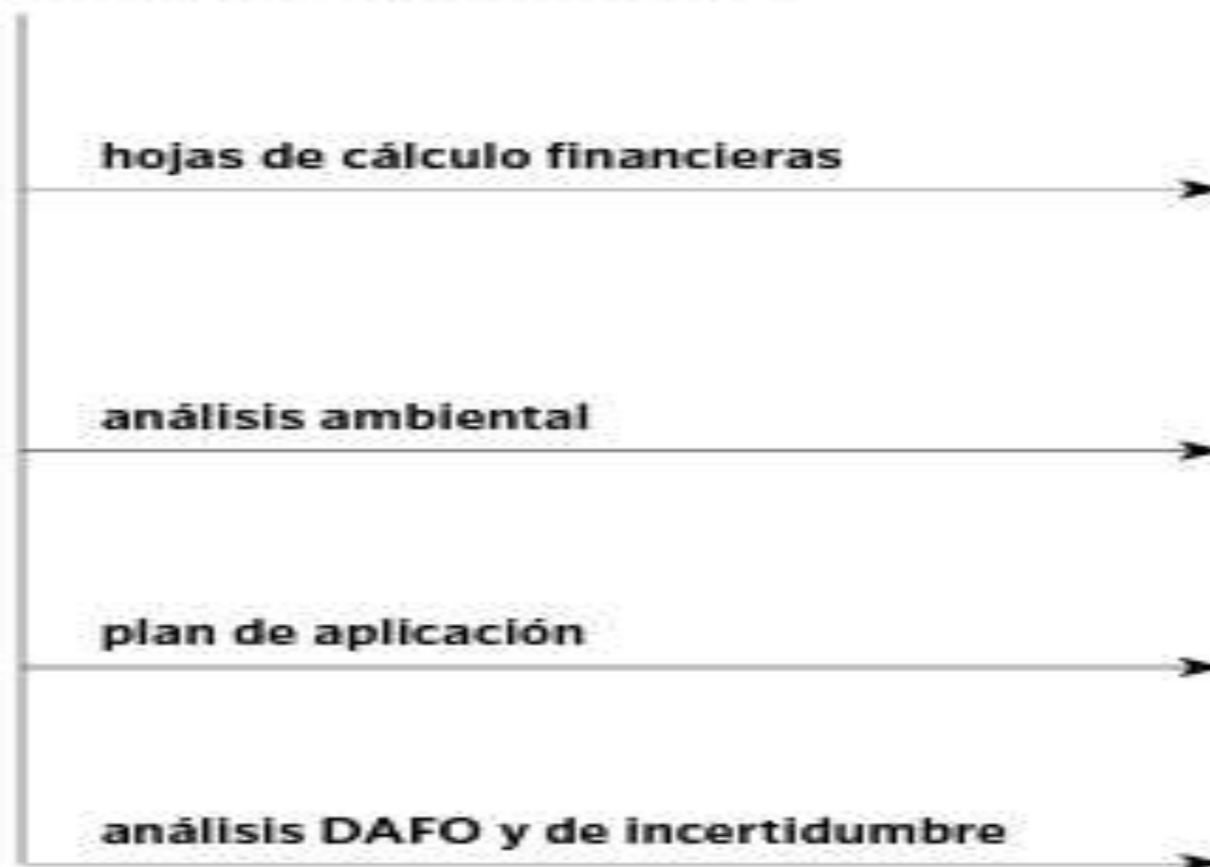 hojas de cálculo financieras
análisis ambiental
plan de aplicación
análisis DAFO y de incertidumbre